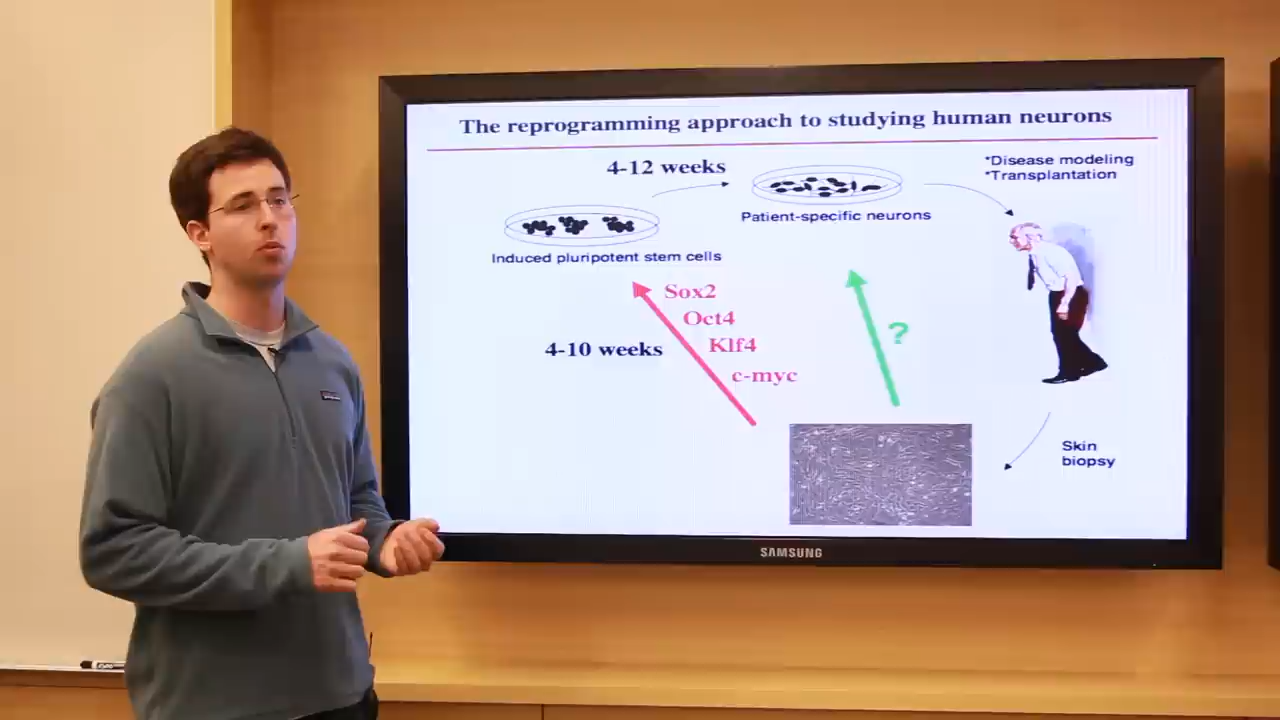 The reprogramming approach to studying human neurons
4-12 weeks
*Disease modeling
*Transplantation
Patient-specific neurons
Induced pluripotent stem cells
Sox2
Oct4
4-10 weeks
Klf4
?
c-myc
Skin
biopsy
SAMSUNG